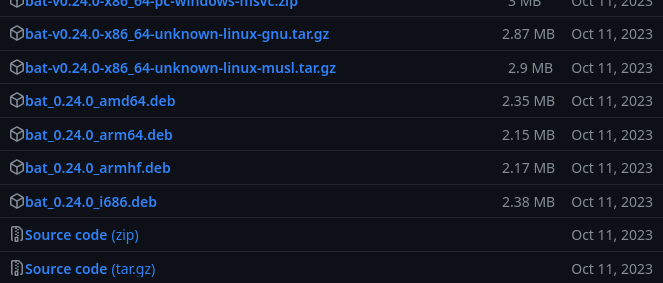 bat-v0.24.0-x86_64-pc-windows-msvc.zip 3 MB Oct 11, 2023
bat-v0.24.0-x86_64-unknown-linux-gnu.tar.gz 2.87 MB Oct 11, 2023
bat-v0.24.0-x86_64-unknown-linux-musl.tar.gz 2.9 MB Oct 11, 2023
bat_0.24.0_amd64.deb 2.35 MB Oct 11, 2023
bat_0.24.0_arm64.deb 2.15 MB Oct 11, 2023
bat_0.24.0_armhf.deb 2.17 MB Oct 11, 2023
bat_0.24.0_i686.deb 2.38 MB Oct 11, 2023
Source code (zip) Oct 11, 2023
Source code (tar.gz) Oct 11, 2023